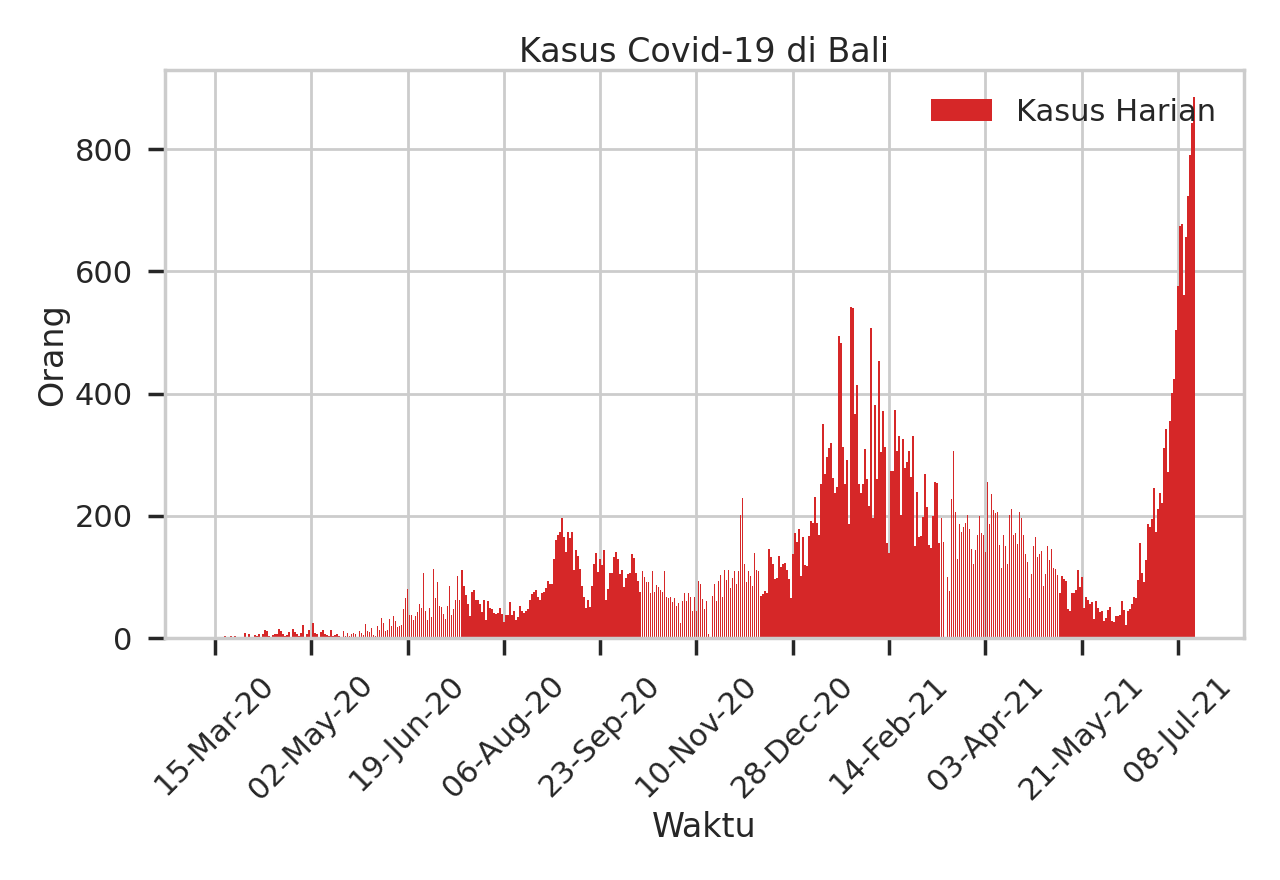 Kasus Covid-19 di Bali
Kasus Harian
800
600
400
200
0
Orang
15-Mar-20
02-May-20
19-Jun-20
06-Aug-20
23-Sep-20
10-Nov-20
28-Dec-20
14-Feb-21
03-Apr-21
21-May-21
08-Jul-21
Waktu